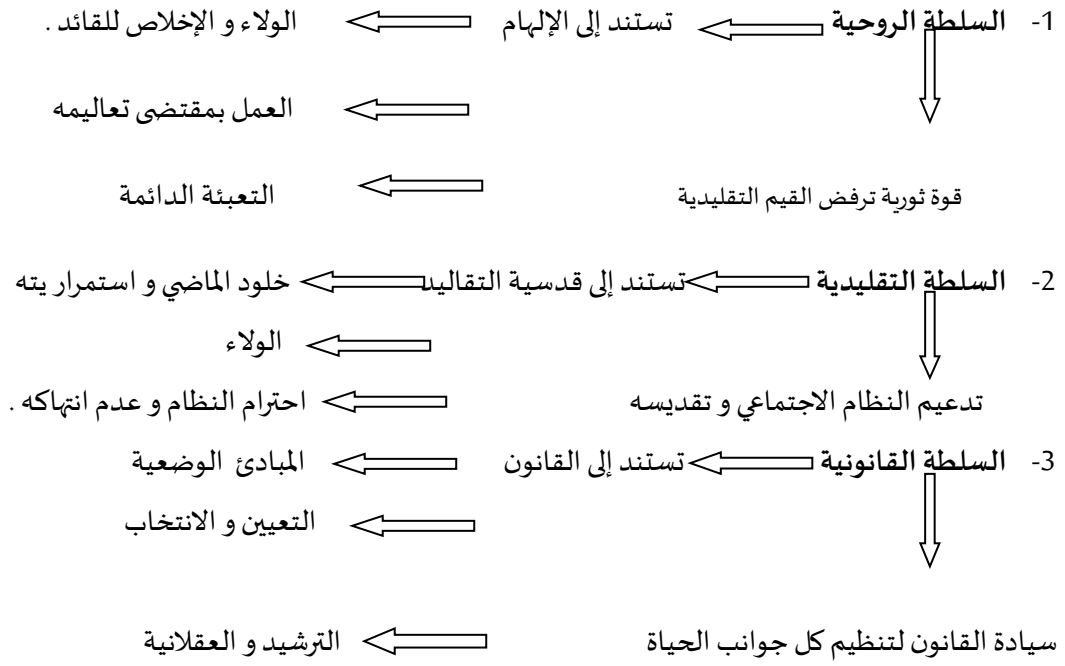 1- السلطة الروحية تستند إلى الإلهام الولاء و الإخلاص للقائد .
العمل بمقتضى تعاليمه
قوة ثورية ترفض القيم التقليدية التعبئة الدائمة
2- السلطة التقليدية تستند إلى قدسية التقاليد خلود الماضي و استمرار يته
الولاء
تدعيم النظام الاجتماعي و تقديسه احترام النظام و عدم انتهاكه .
3- السلطة القانونية تستند إلى القانون المبادئ الوضعية
التعيين و الانتخاب
سيادة القانون لتنظيم كل جوانب الحياة الترشيد و العقلانية